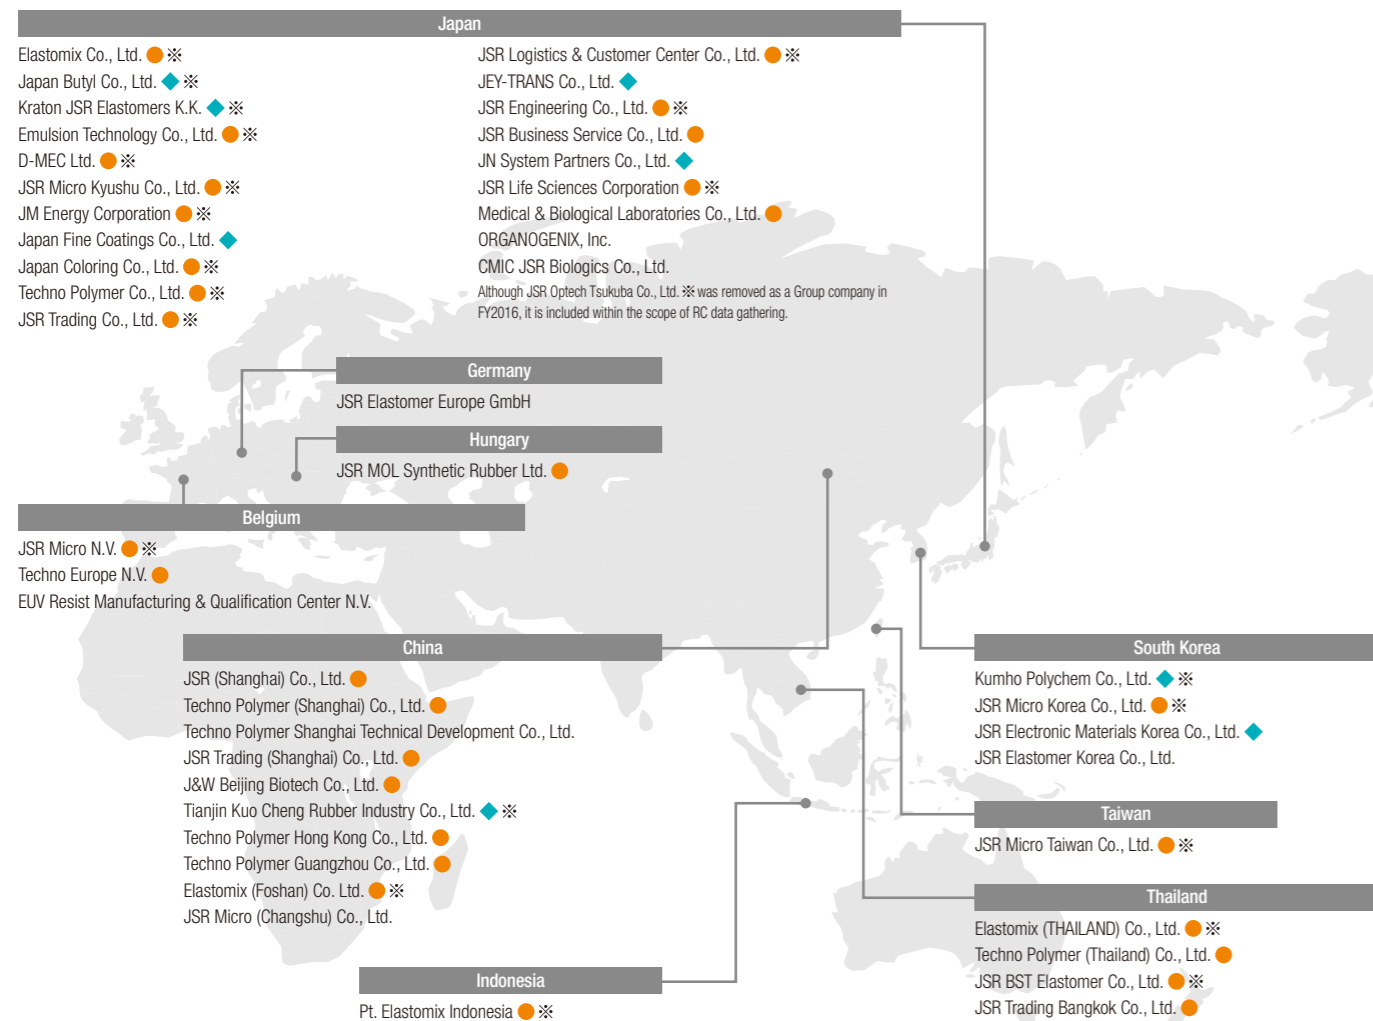 Japan
Elastomix Co., Ltd. ● ※
Japan Butyl Co., Ltd. ◆ ※
Kraton JSR Elastomers K.K. ◆ ※
Emulsion Technology Co., Ltd. ● ※
D-MEC Ltd. ● ※
JSR Micro Kyushu Co., Ltd. ● ※
JM Energy Corporation ● ※
Japan Fine Coatings Co., Ltd. ◆
Japan Coloring Co., Ltd. ● ※
Techno Polymer Co., Ltd. ● ※
JSR Trading Co., Ltd. ● ※
JSR Logistics & Customer Center Co., Ltd. ● ※
JEY-TRANS Co., Ltd. ◆
JSR Engineering Co., Ltd. ● ※
JSR Business Service Co., Ltd. ●
JN System Partners Co., Ltd. ◆
JSR Life Sciences Corporation ● ※
Medical & Biological Laboratories Co., Ltd. ●
ORGANOGENIX, Inc.
CMIC JSR Biologics Co., Ltd.
Although JSR Optech Tsukuba Co., Ltd. ※ was removed as a Group company in
FY2016, it is included within the scope of RC data gathering.
Germany
JSR Elastomer Europe GmbH
Hungary
JSR MOL Synthetic Rubber Ltd. ●
Belgium
JSR Micro N.V. ● ※
Techno Europe N.V. ●
EUV Resist Manufacturing & Qualification Center N.V.
China
JSR (Shanghai) Co., Ltd. ●
Techno Polymer (Shanghai) Co., Ltd. ●
Techno Polymer Shanghai Technical Development Co., Ltd.
JSR Trading (Shanghai) Co., Ltd. ●
J&W Beijing Biotech Co., Ltd. ●
Tianjin Kuo Cheng Rubber Industry Co., Ltd. ◆ ※
Techno Polymer Hong Kong Co., Ltd. ●
Techno Polymer Guangzhou Co., Ltd. ●
Elastomix (Foshan) Co. Ltd. ● ※
JSR Micro (Changshu) Co., Ltd.
Indonesia
Pt. Elastomix Indonesia ● ※
South Korea
Kumho Polychem Co., Ltd. ◆ ※
JSR Micro Korea Co., Ltd. ● ※
JSR Electronic Materials Korea Co., Ltd. ◆
JSR Elastomer Korea Co., Ltd.
Taiwan
JSR Micro Taiwan Co., Ltd. ● ※
Thailand
Elastomix (THAILAND) Co., Ltd. ● ※
Techno Polymer (Thailand) Co., Ltd. ●
JSR BST Elastomer Co., Ltd. ● ※
JSR Trading Bangkok Co., Ltd. ●